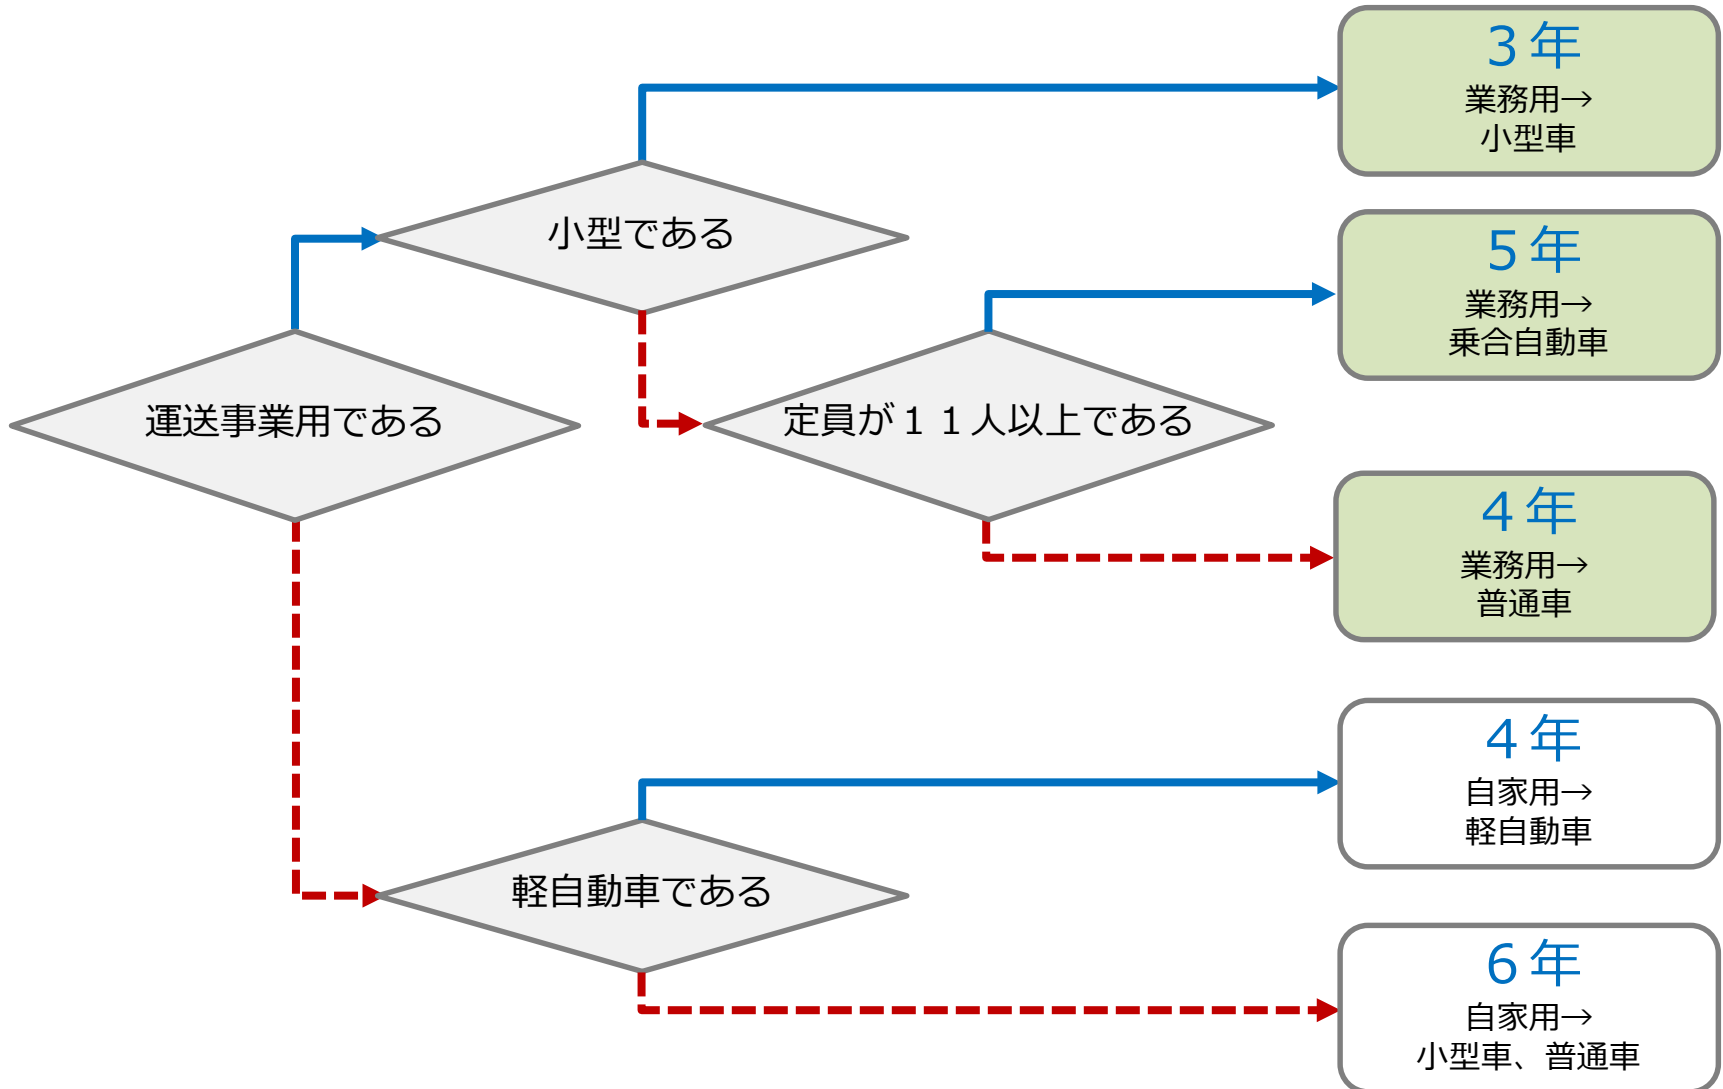 ３年
業務用→
小型車
小型である
５年
業務用→
乗合自動車
運送事業用である
定員が１１人以上である
４年
業務用→
普通車
４年
自家用→
軽自動車
軽自動車である
６年
自家用→
小型車、普通車